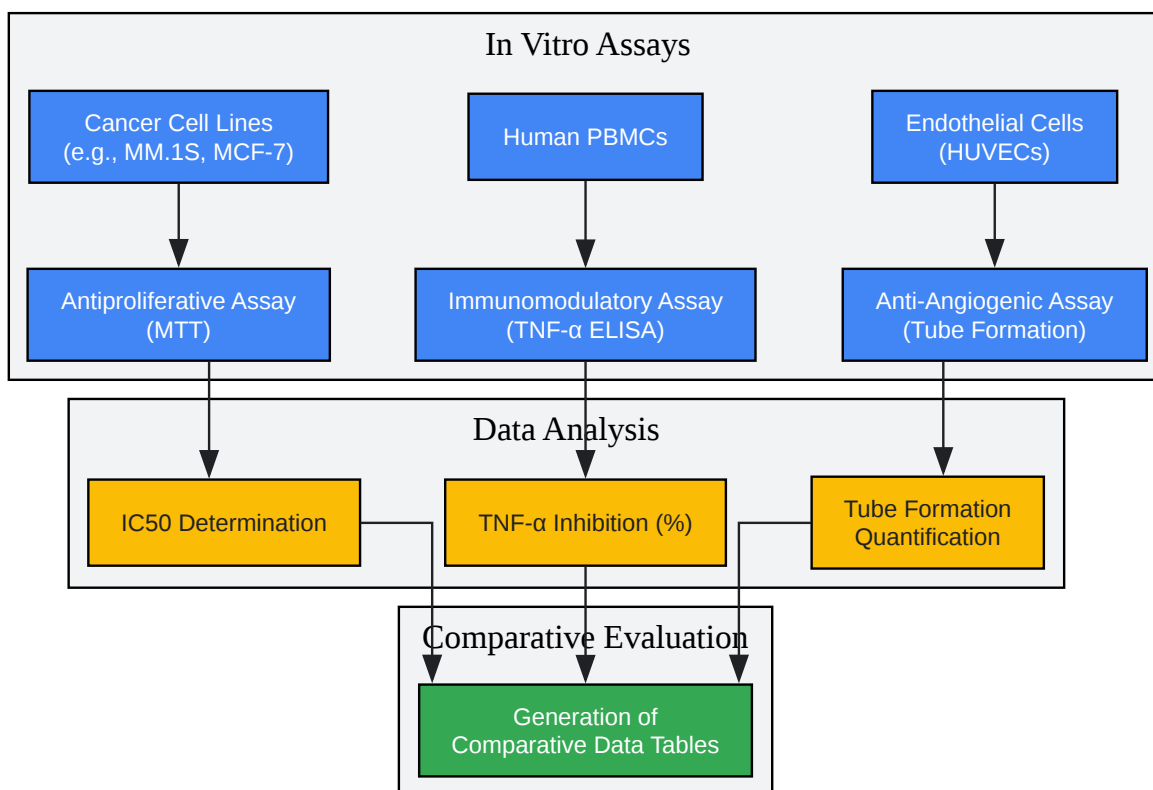 In Vitro Assays
Cancer Cell Lines
(e.g., MM.1S, MCF-7)
Human PBMCs
Endothelial Cells
(HUVECs)
Antiproliferative Assay
(MTT)
Immunomodulatory Assay
(TNF-α ELISA)
Anti-Angiogenic Assay
(Tube Formation)
Data Analysis
IC50 Determination
TNF-α Inhibition (%)
Tube Formation
Quantification
Comparative Evaluation
Generation of
Comparative Data Tables